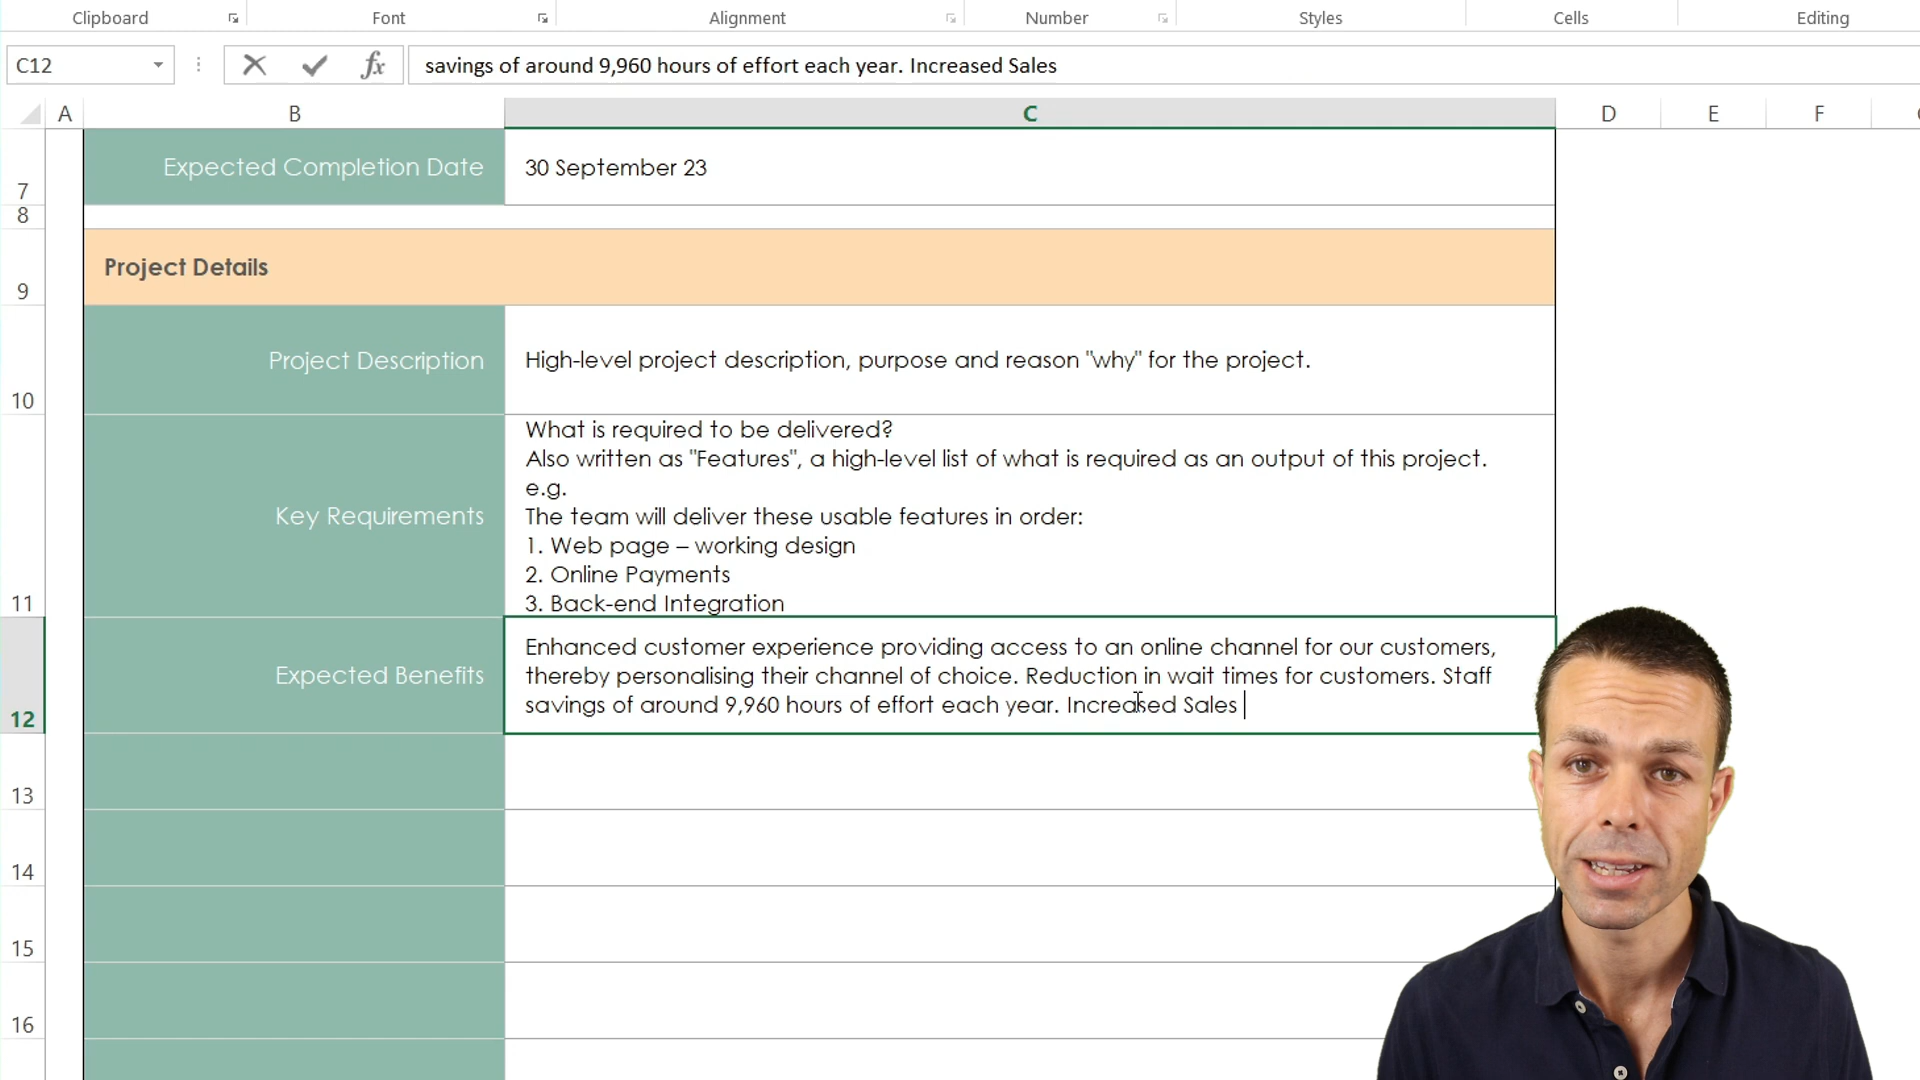 Clipboard Font Alignment Number Styles Cells Editing
C12 fx savings of around 9,960 hours of effort each year. Increased Sales
A B C D E F
7 Expected Completion Date 30 September 23
8
9 Project Details
10 Project Description High-level project description, purpose and reason "why" for the project.
What is required to be delivered?
Also written as "Features", a high-level list of what is required as an output of this project.
e.g.
Key Requirements The team will deliver these usable features in order:
1. Web page – working design
2. Online Payments
11 3. Back-end Integration
Enhanced customer experience providing access to an online channel for our customers,
Expected Benefits thereby personalising their channel of choice. Reduction in wait times for customers. Staff
12 savings of around 9,960 hours of effort each year. Increased Sales
13
14
15
16